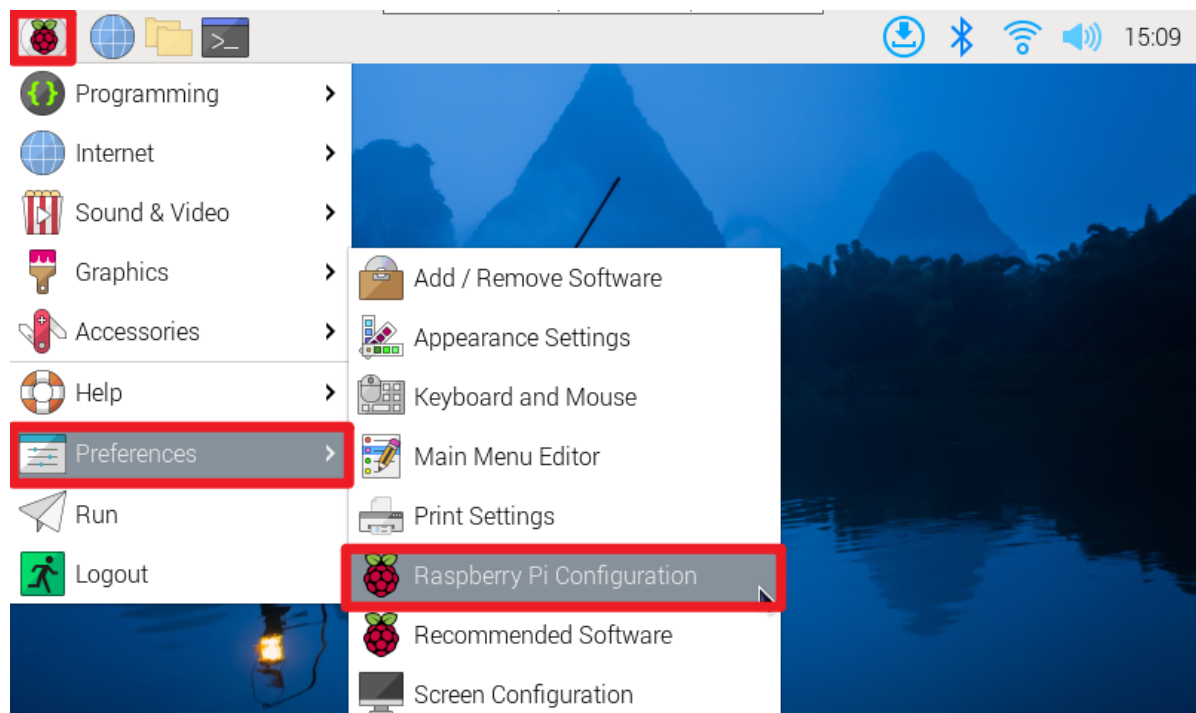 >_
15:09
Programming
Internet
Sound & Video
Graphics
Accessories
Help
Preferences
Run
Logout
Add / Remove Software
Appearance Settings
Keyboard and Mouse
Main Menu Editor
Print Settings
Raspberry Pi Configuration
Recommended Software
Screen Configuration